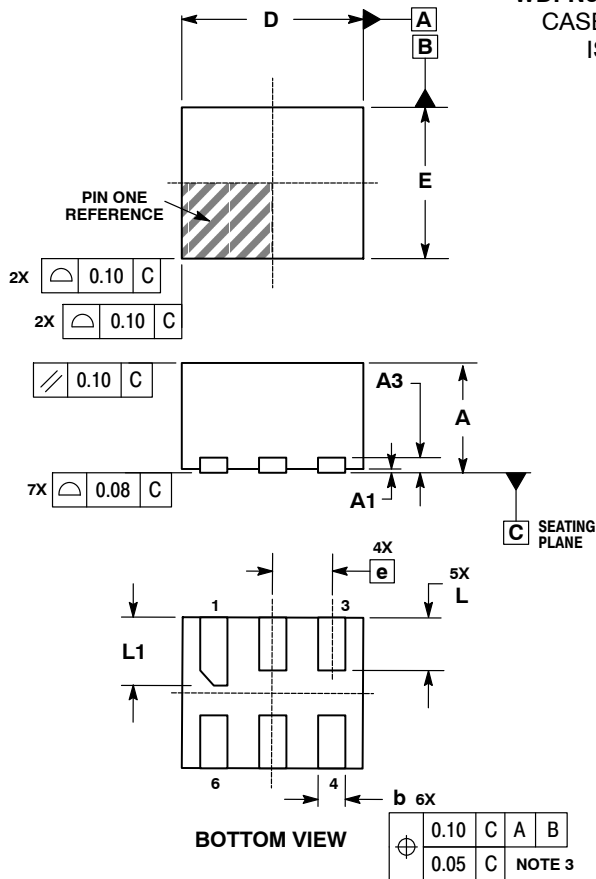 D
A
B
CASE
E
PIN ONE
REFERENCE
2X 0.10 C
2X 0.10 C
0.10 C
A3
A
7X 0.08 C
A1
C SEATING
PLANE
4X
e
5X
L
1
3
L1
6
4
b 6X
BOTTOM VIEW
0.10 C A B
0.05 C NOTE 3